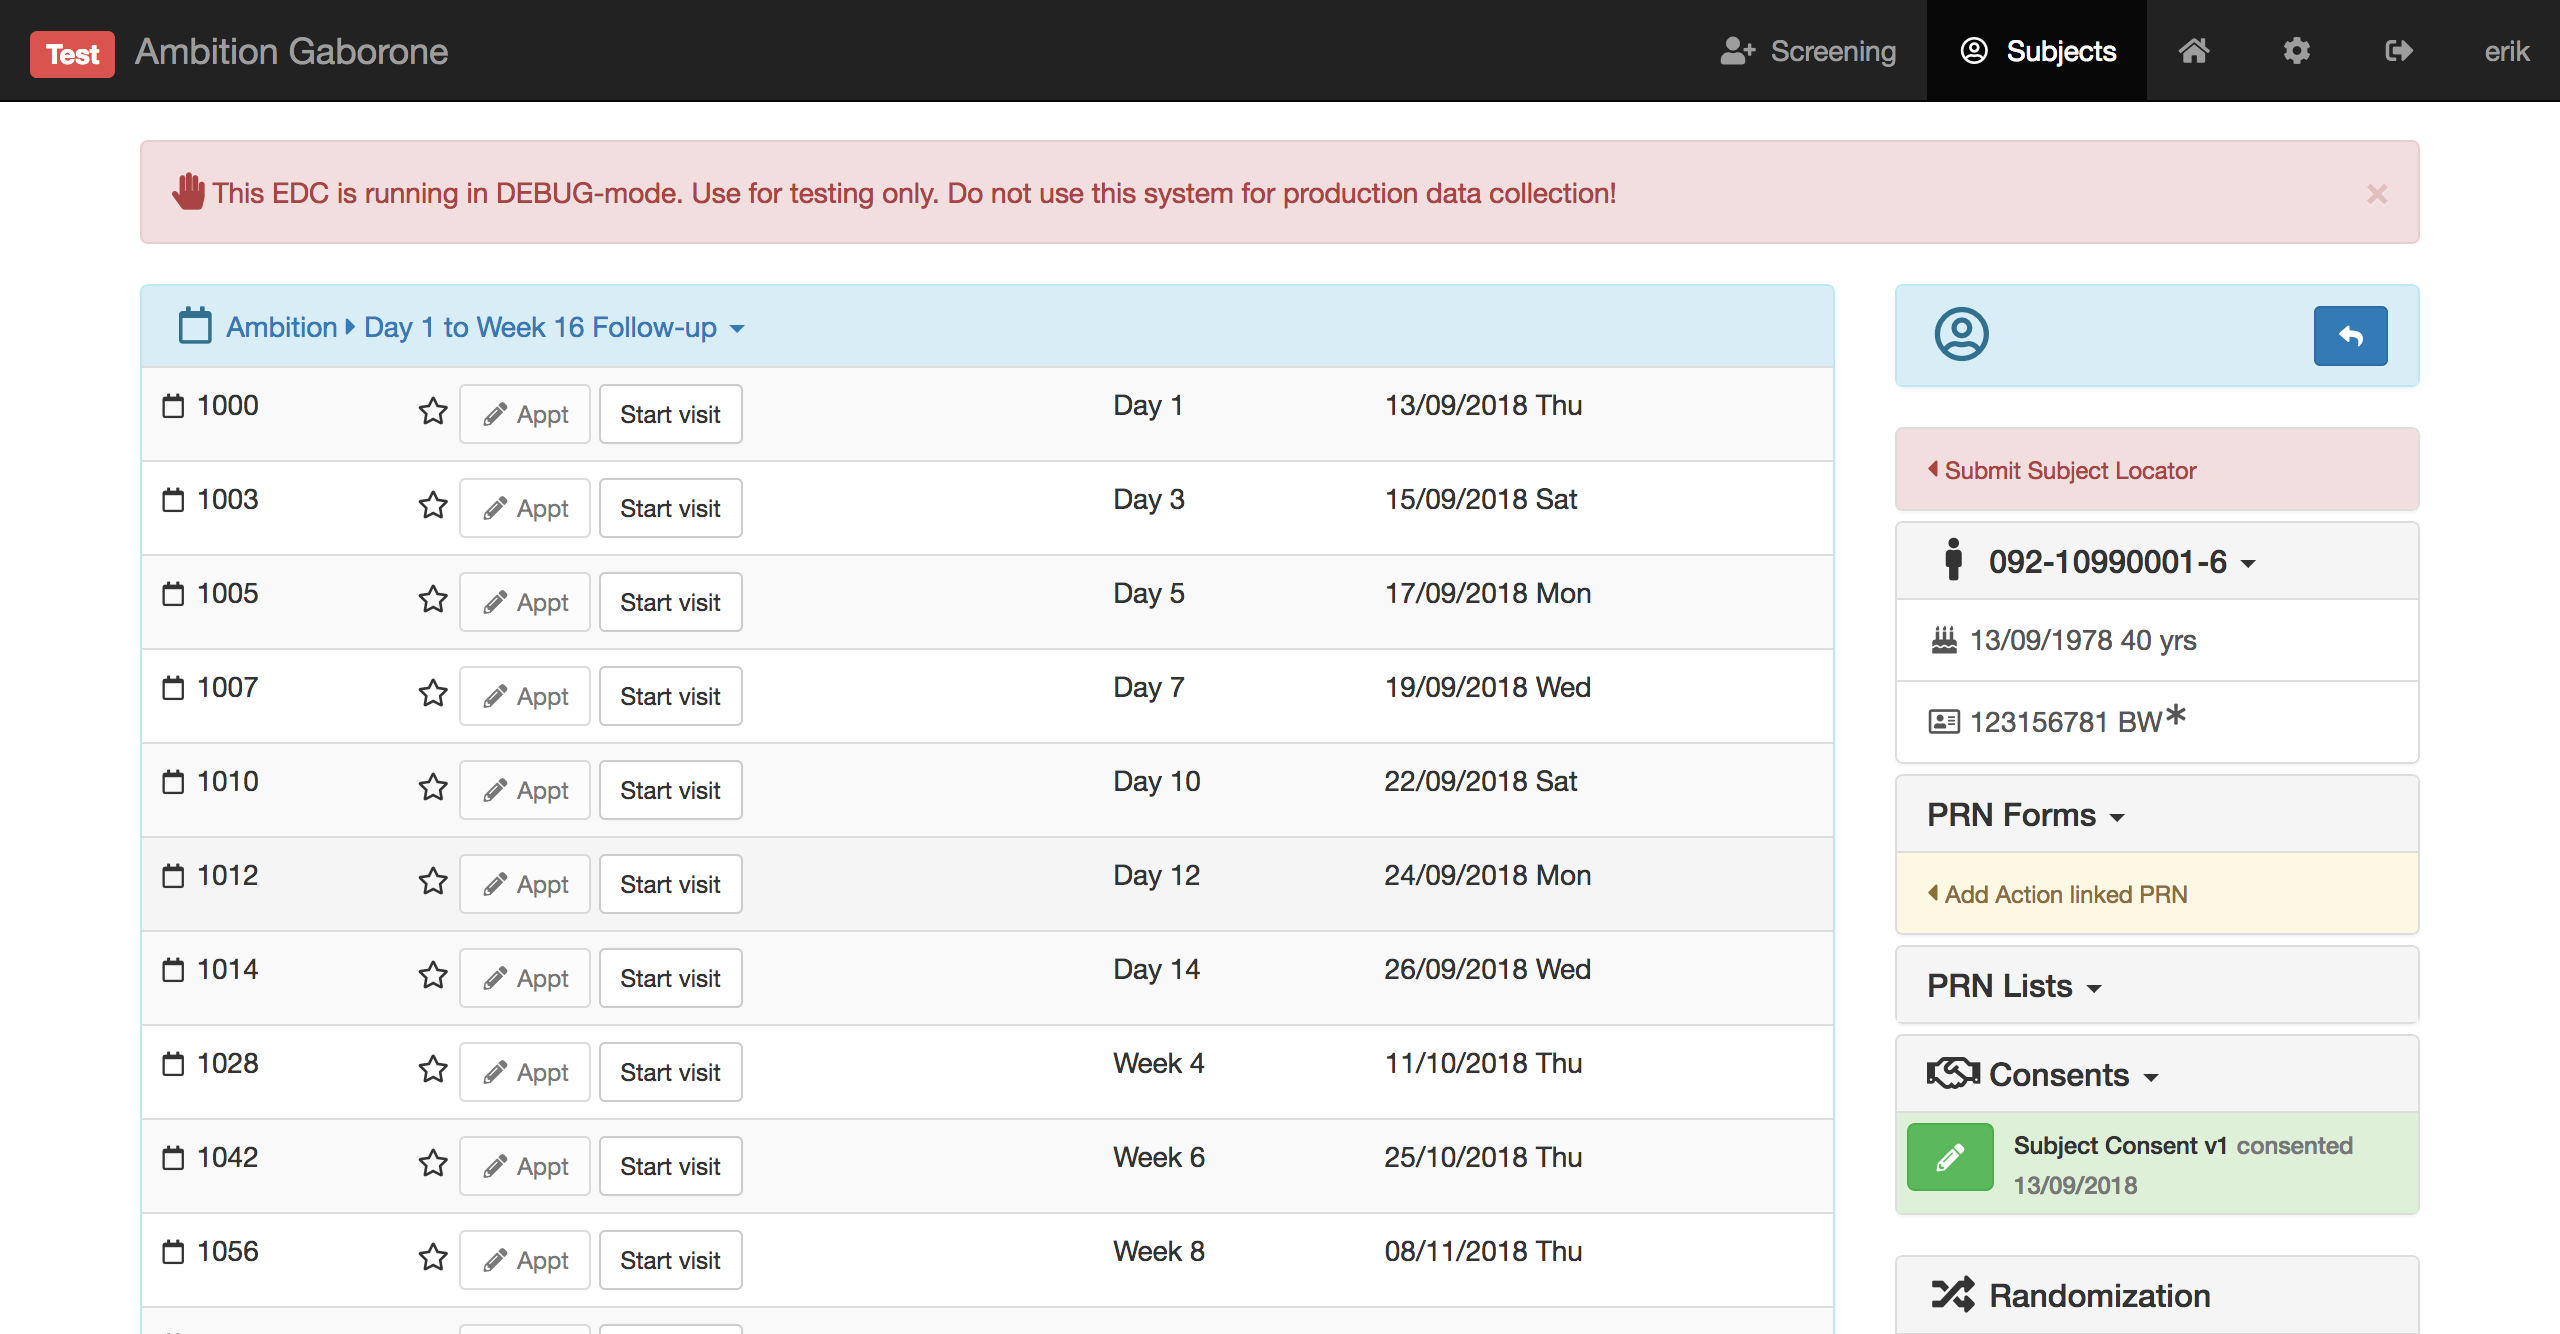 Test Ambition Gaborone Screening Subjects erik
This EDC is running in DEBUG-mode. Use for testing only. Do not use this system for production data collection! ×
Ambition Day 1 to Week 16 Follow-up
1000 Appt Start visit Day 1 13/09/2018 Thu
1003 Appt Start visit Day 3 15/09/2018 Sat
1005 Appt Start visit Day 5 17/09/2018 Mon
1007 Appt Start visit Day 7 19/09/2018 Wed
1010 Appt Start visit Day 10 22/09/2018 Sat
1012 Appt Start visit Day 12 24/09/2018 Mon
1014 Appt Start visit Day 14 26/09/2018 Wed
1028 Appt Start visit Week 4 11/10/2018 Thu
1042 Appt Start visit Week 6 25/10/2018 Thu
1056 Appt Start visit Week 8 08/11/2018 Thu
Submit Subject Locator
092-10990001-6
13/09/1978 40 yrs
123156781 BW*
PRN Forms
Add Action linked PRN
PRN Lists
Consents
Subject Consent v1 consented
13/09/2018
Randomization